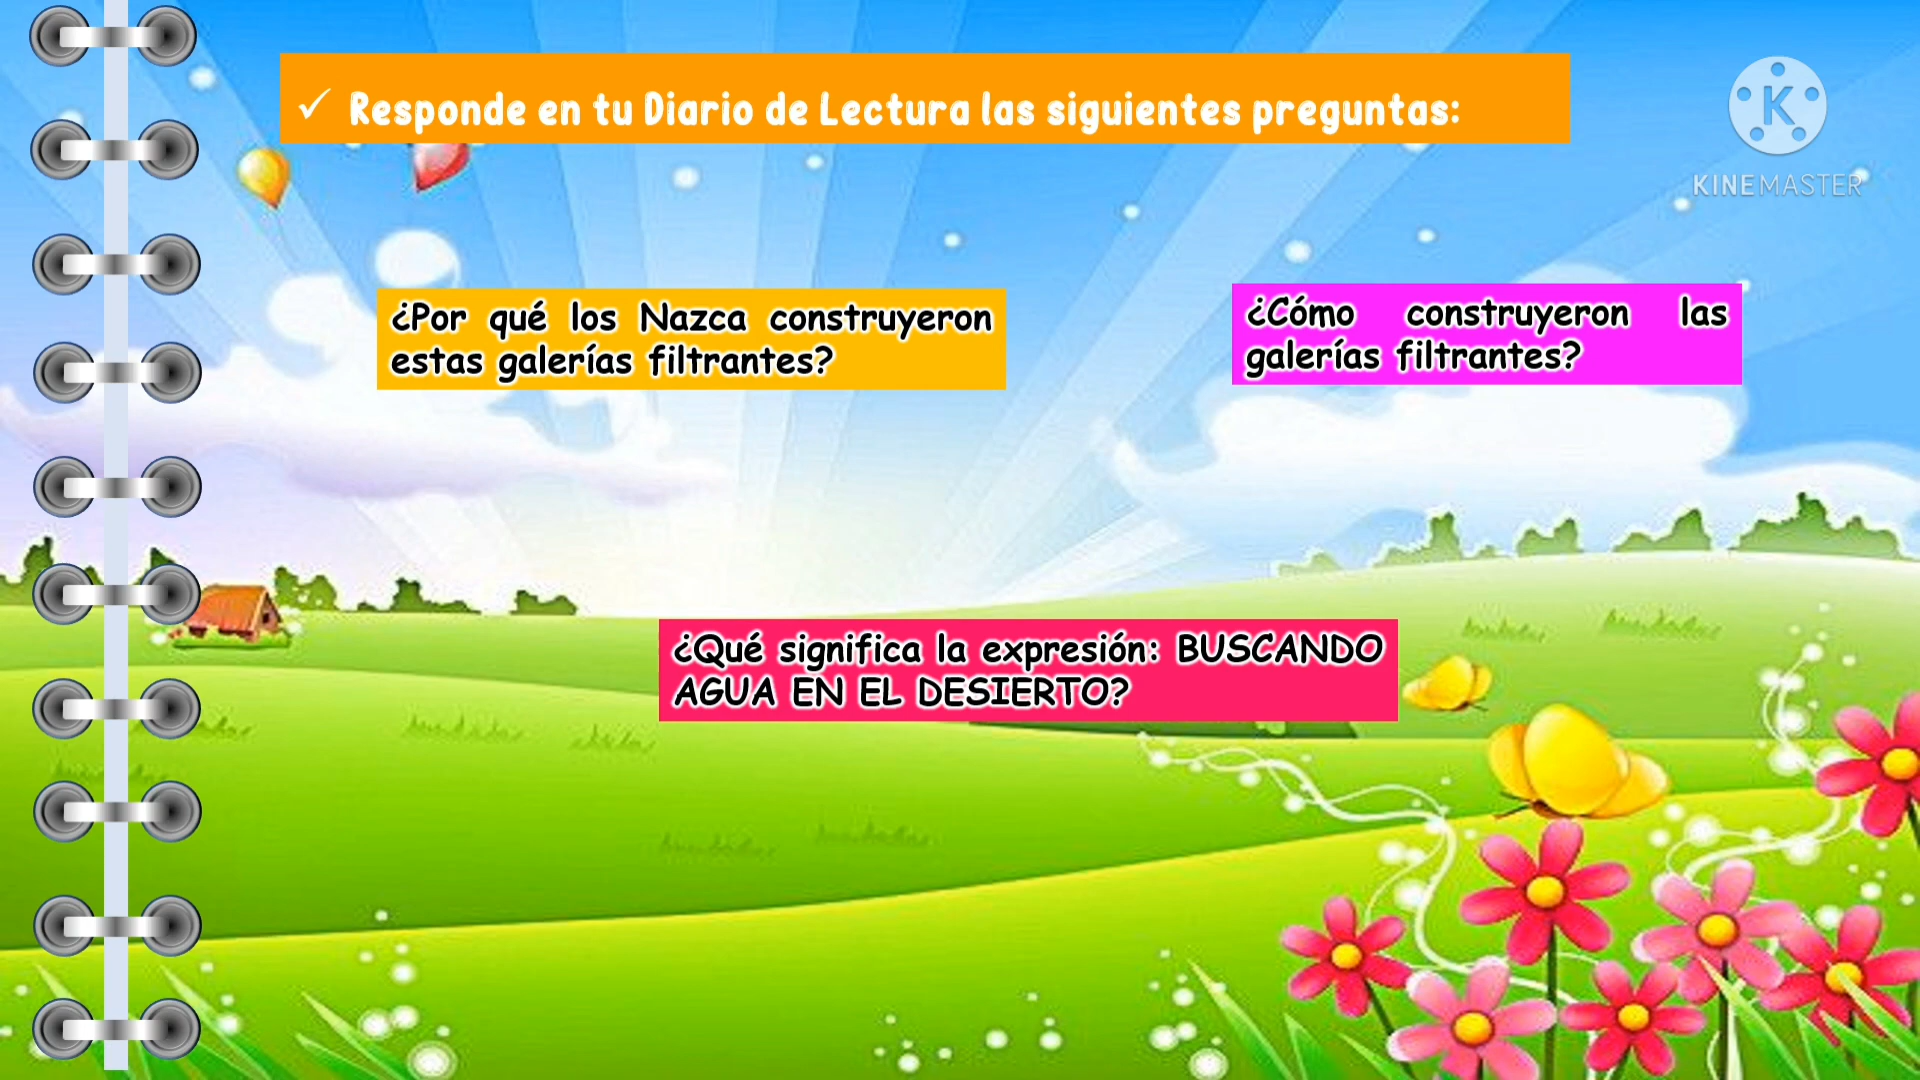 ✓ Responde en tu Diario de Lectura las siguientes preguntas:
KINEMASTER
¿Por qué los Nazca construyeron
estas galerías filtrantes?
¿Cómo construyeron las
galerías filtrantes?
¿Qué significa la expresión: BUSCANDO
AGUA EN EL DESIERTO?